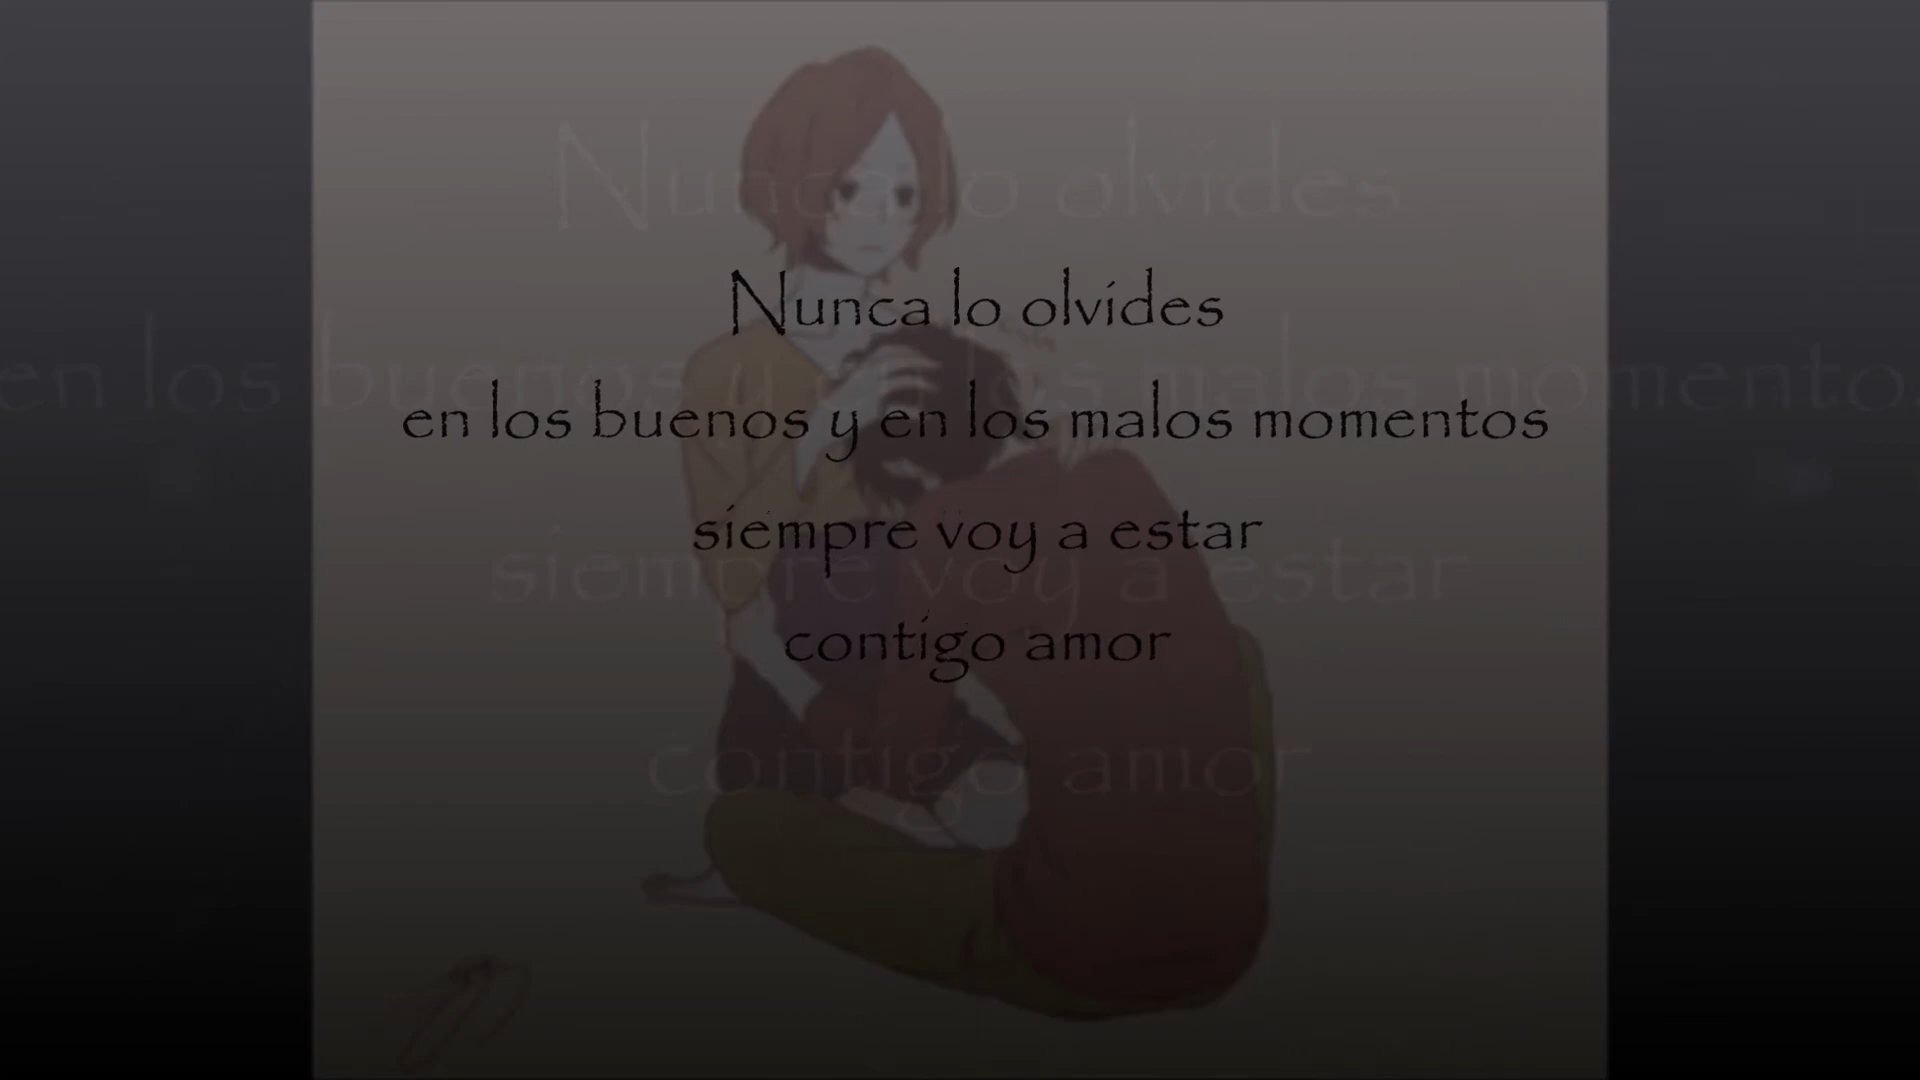 Nunca lo olvides
en los buenos y en los malos momentos
siempre voy a estar
contigo amor